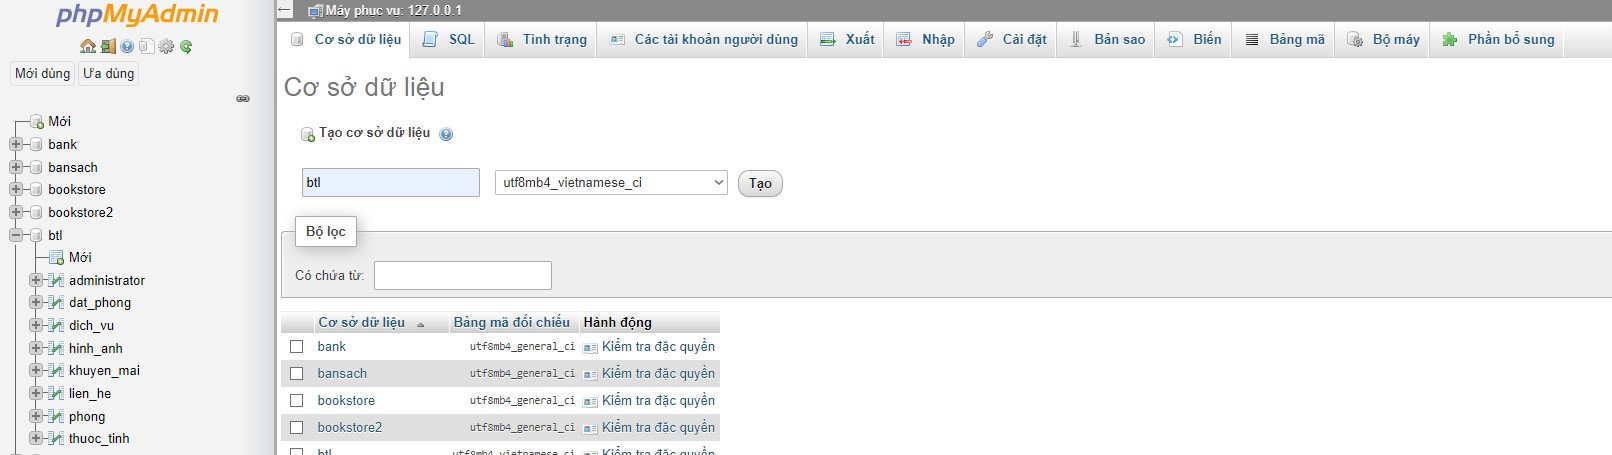 phpMyAdmin
Mới dùng Ưa dùng
Mới
bank
bansach
bookstore
bookstore2
btl
Mới
administrator
dat_phong
dich_vu
hinh_anh
khuyen_mai
lien_he
phong
thuoc_tinh
Máy phục vụ: 127.0.0.1
Cơ sở dữ liệu SQL Tình trạng Các tài khoản người dùng Xuất Nhập Cài đặt Bản sao Biến Bảng mã Bộ máy Phần bổ sung
Cơ sở dữ liệu
Tạo cơ sở dữ liệu
btl utf8mb4_vietnamese_ci Tạo
Bộ lọc
Có chứa từ:
Cơ sở dữ liệu Bảng mã đối chiếu Hành động
bank utf8mb4_general_ci Kiểm tra đặc quyền
bansach utf8mb4_general_ci Kiểm tra đặc quyền
bookstore utf8mb4_general_ci Kiểm tra đặc quyền
bookstore2 utf8mb4_general_ci Kiểm tra đặc quyền
btl utf8mb4_vietnamese_ci Kiểm tra đặc quyền